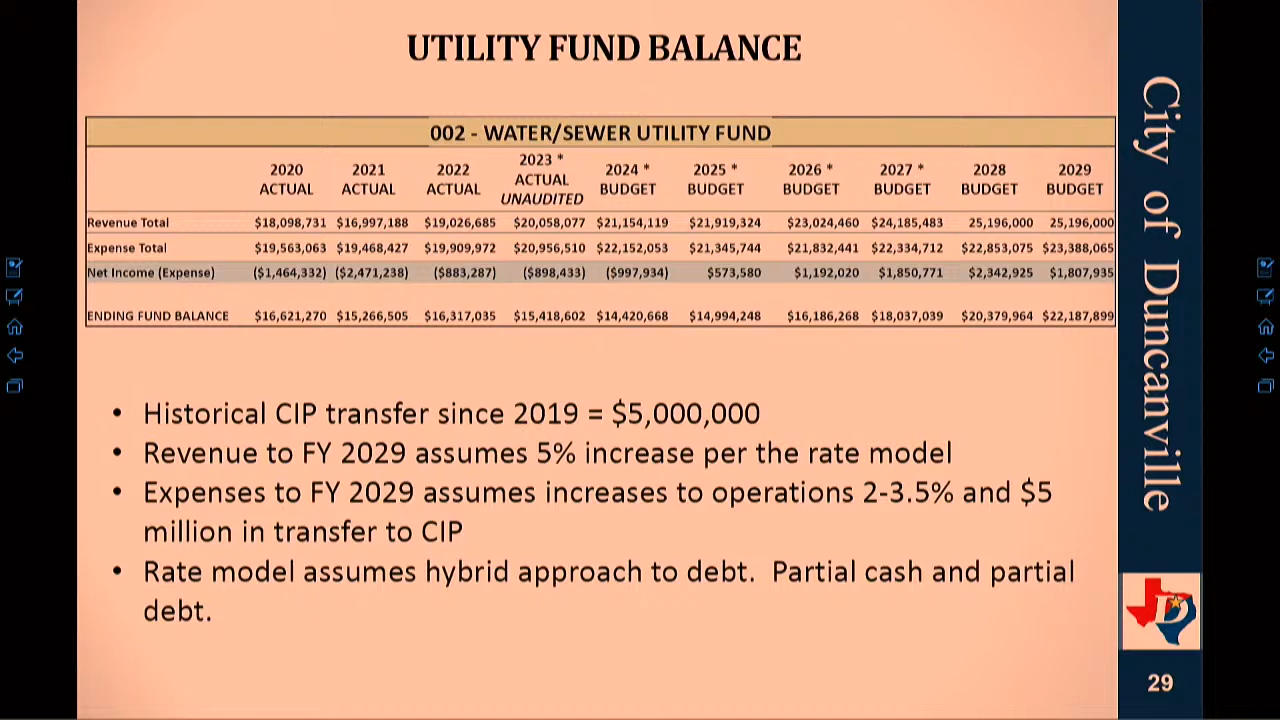 UTILITY FUND BALANCE
002 - WATER/SEWER UTILITY FUND
2020 ACTUAL 2021 ACTUAL 2022 ACTUAL 2023 * ACTUAL UNAUDITED 2024 * BUDGET 2025 * BUDGET 2026 * BUDGET 2027 * BUDGET 2028 BUDGET 2029 BUDGET
Revenue Total $18,098,731 $16,997,188 $19,026,685 $20,058,077 $21,154,119 $21,919,324 $23,024,460 $24,185,483 25,196,000 25,196,000
Expense Total $19,563,063 $19,468,427 $19,909,972 $20,956,510 $22,152,053 $21,345,744 $21,832,441 $22,334,712 $22,853,075 $23,388,065
Net Income (Expense) ($1,464,332) ($2,471,238) ($883,287) ($898,433) ($997,934) $573,580 $1,192,020 $1,850,771 $2,342,925 $1,807,935
ENDING FUND BALANCE $16,621,270 $15,266,505 $16,317,035 $15,418,602 $14,420,668 $14,994,248 $16,186,268 $18,037,039 $20,379,964 $22,187,899
• Historical CIP transfer since 2019 = $5,000,000
• Revenue to FY 2029 assumes 5% increase per the rate model
• Expenses to FY 2029 assumes increases to operations 2-3.5% and $5
million in transfer to CIP
• Rate model assumes hybrid approach to debt. Partial cash and partial
debt.
City of Duncanville
D
29